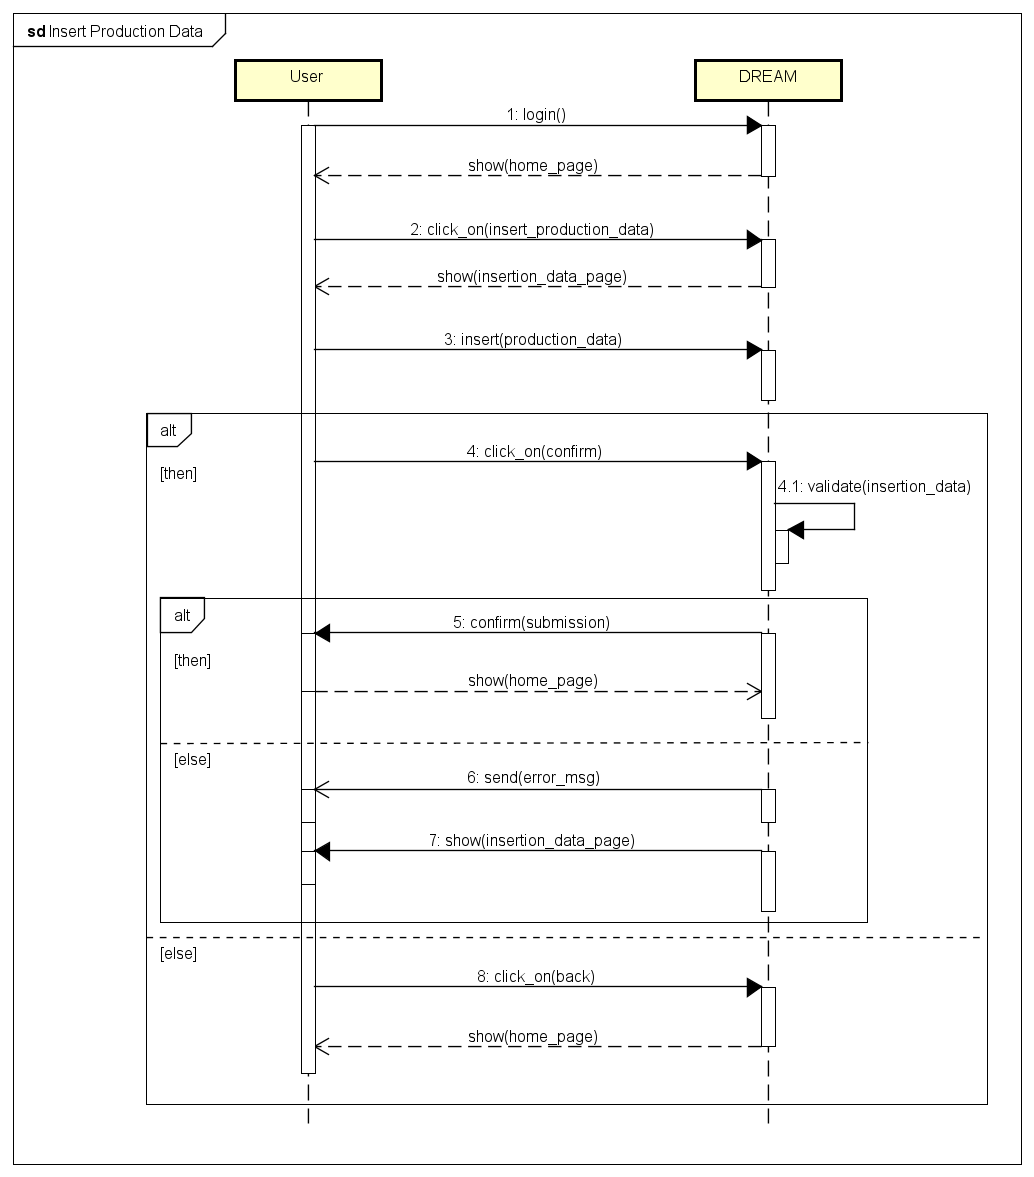 sd Insert Production Data
User
DREAM
1: login()
show(home_page)
2: click_on(insert_production_data)
show(insertion_data_page)
3: insert(production_data)
alt
4: click_on(confirm)
[then]
4.1: validate(insertion_data)
alt
5: confirm(submission)
[then]
show(home_page)
[else]
6: send(error_msg)
7: show(insertion_data_page)
[else]
8: click_on(back)
show(home_page)